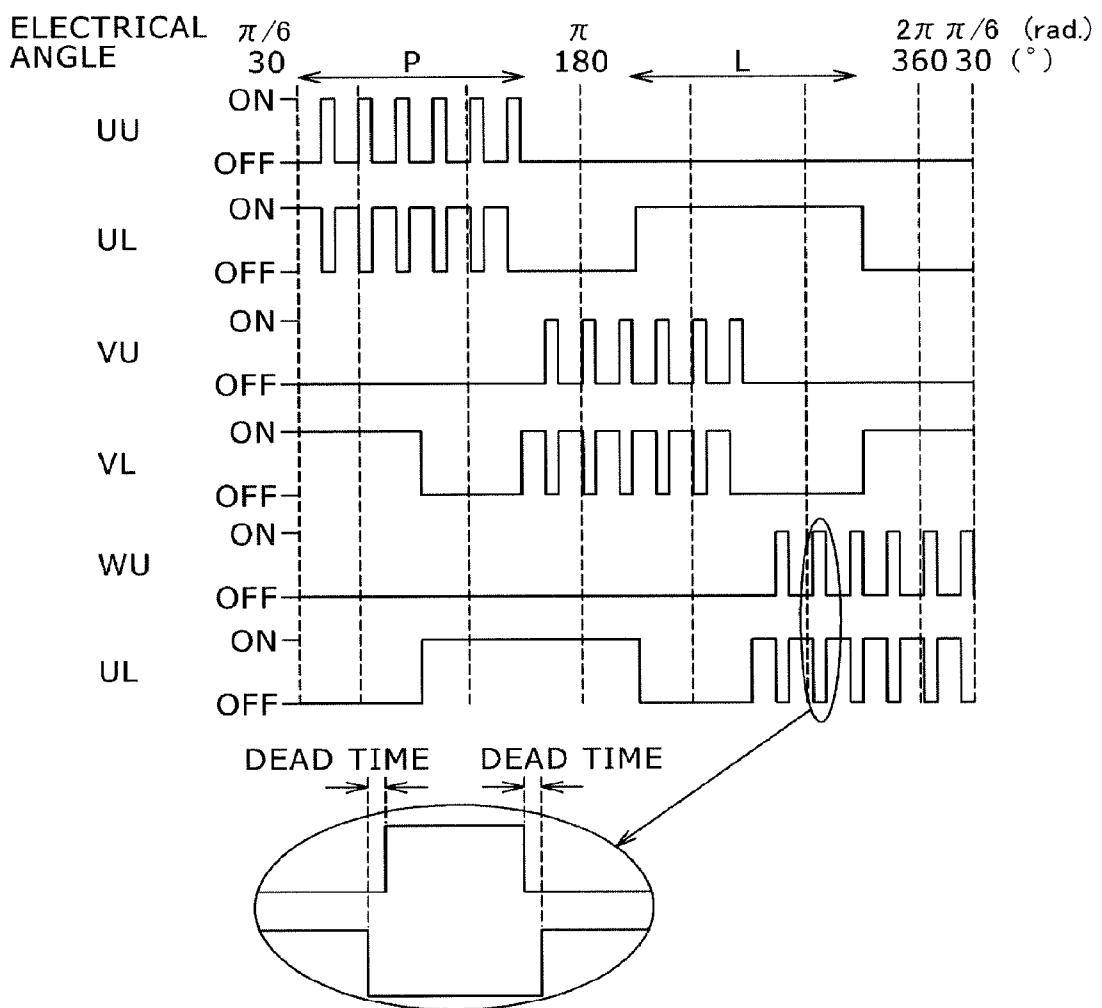 ELECTRICAL ANGLE
π/6 π 2π π/6 (rad.)
30 P 180 L 360 30 (°)
UU ON
OFF
UL ON
OFF
VU ON
OFF
VL ON
OFF
WU ON
OFF
UL ON
OFF
DEAD TIME DEAD TIME